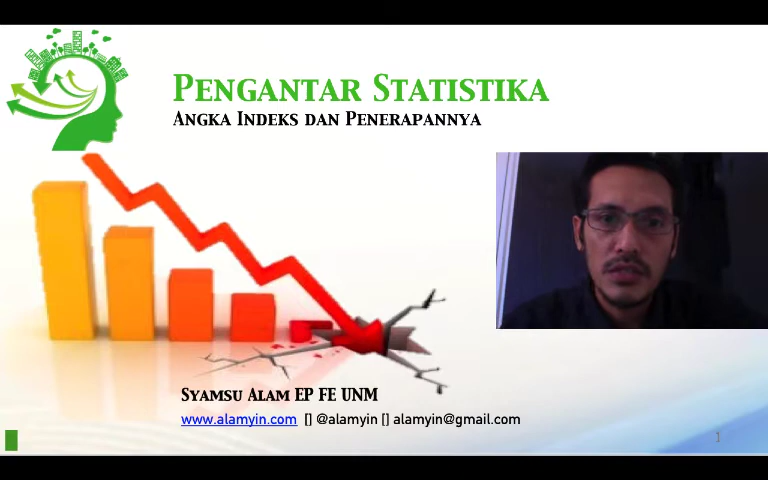 Pengantar Statistika
Angka Indeks dan Penerapannya
Syamsu Alam EP FE UNM
www.alamyin.com [] @alamyin [] alamyin@gmail.com
1